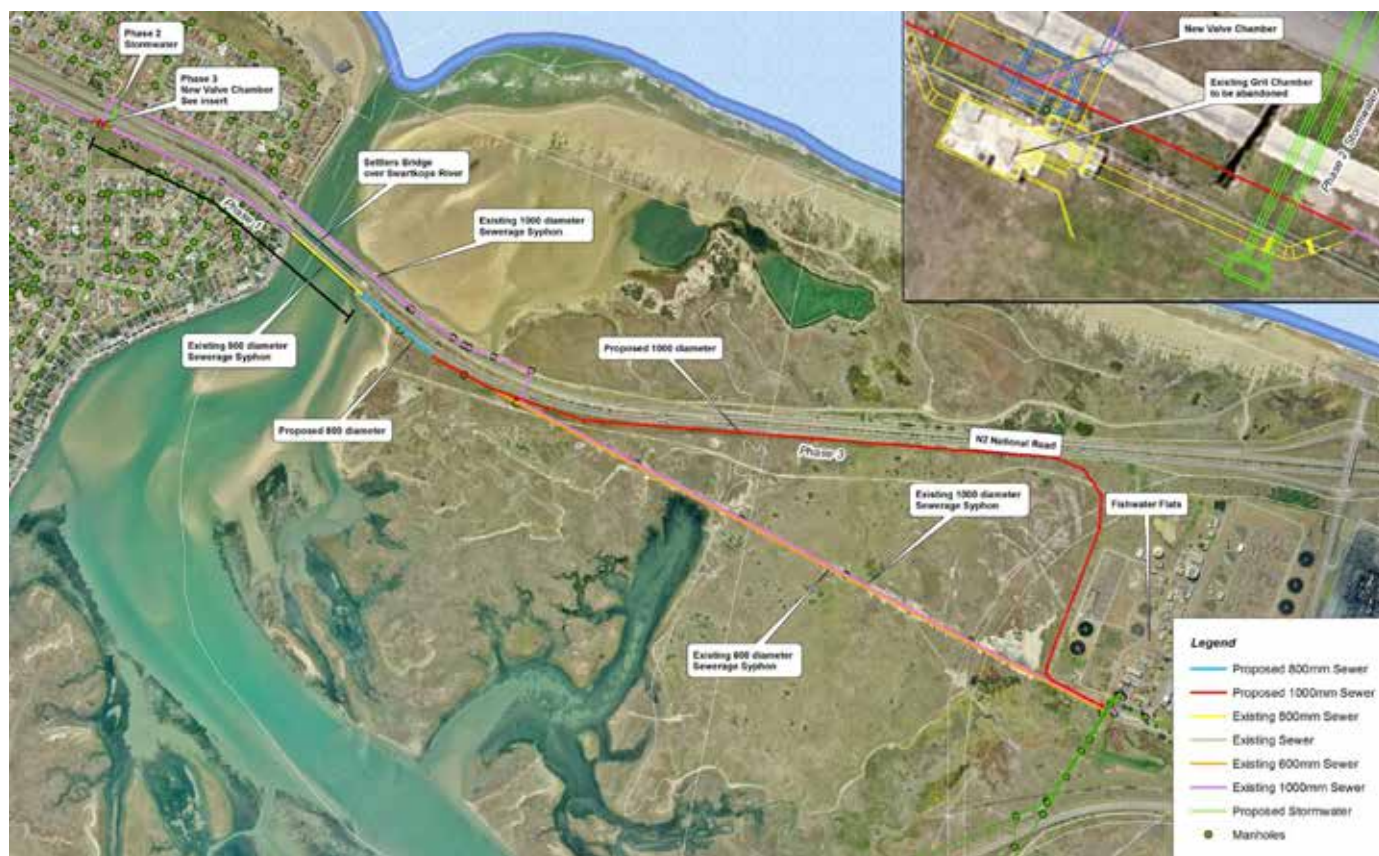 Phase 2
Stormwater
Phase 3
New Valve Chamber
See insert
New Valve Chamber
Existing Grit Chamber
to be abandoned
Phase 2 Stormwater
Settlers Bridge
over Swartkops River
Phase 1
Existing 1000 diameter
Sewerage Syphon
Existing 800 diameter
Sewerage Syphon
Proposed 1000 diameter
Proposed 800 diameter
N2 National Road
Phase 3
Existing 1000 diameter
Sewerage Syphon
Fishwater Flats
Existing 600 diameter
Sewerage Syphon
Legend
Proposed 800mm Sewer
Proposed 1000mm Sewer
Existing 800mm Sewer
Existing Sewer
Existing 600mm Sewer
Existing 1000mm Sewer
Proposed Stormwater
Manholes